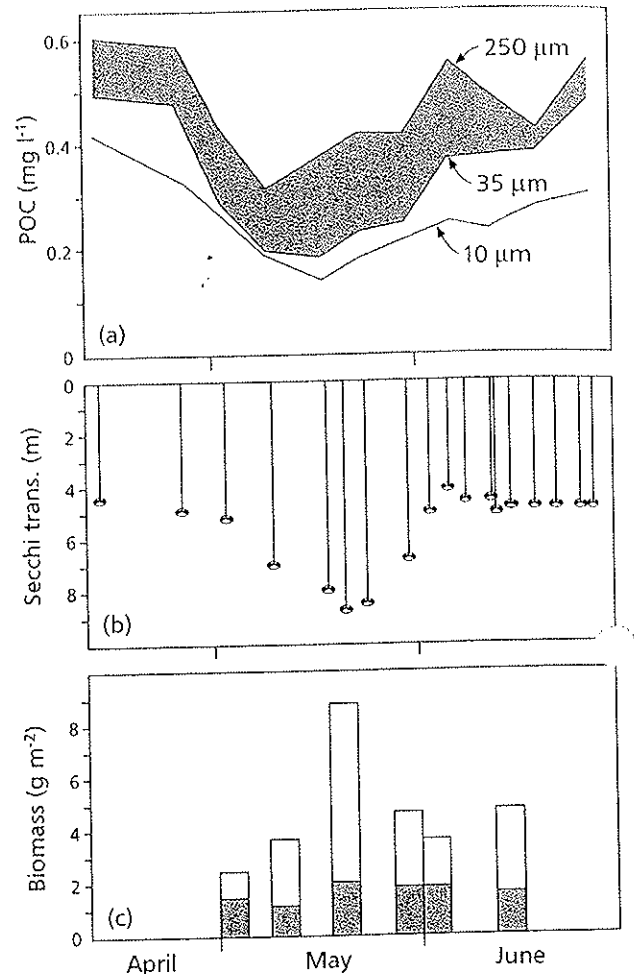 0.6
0.4
0.2
0
POC (mg l⁻¹)
250 µm
35 µm
10 µm
(a)
0
2
4
6
8
Secchi trans. (m)
(b)
8
6
4
2
0
Biomass (g m⁻²)
(c)
April
May
June